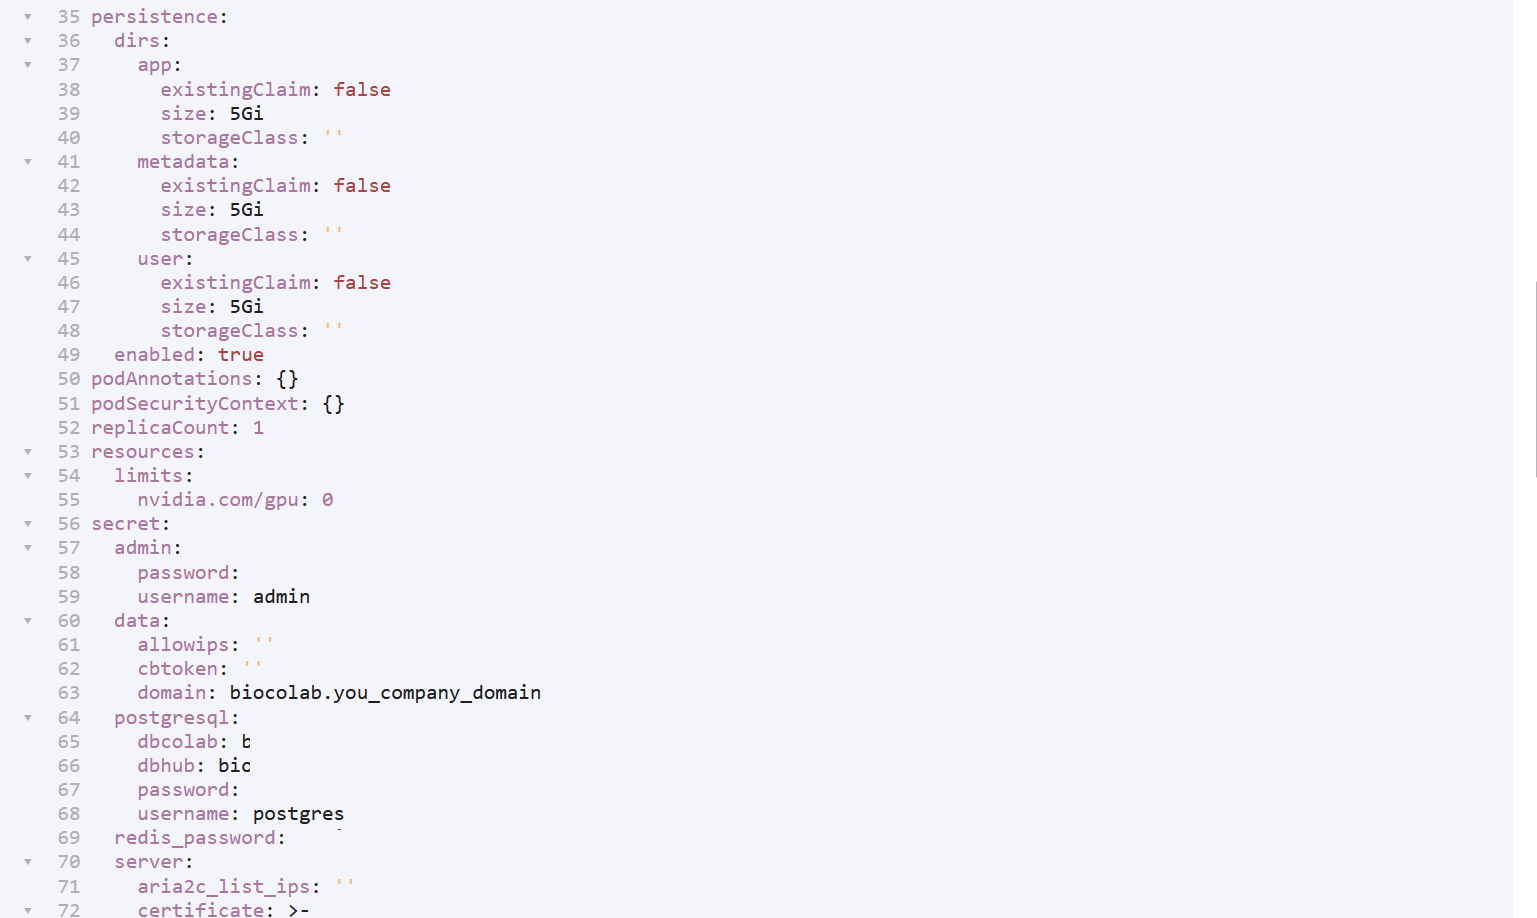 35 persistence:
36 dirs:
37 app:
38 existingClaim: false
39 size: 5Gi
40 storageClass: ''
41 metadata:
42 existingClaim: false
43 size: 5Gi
44 storageClass: ''
45 user:
46 existingClaim: false
47 size: 5Gi
48 storageClass: ''
49 enabled: true
50 podAnnotations: {}
51 podSecurityContext: {}
52 replicaCount: 1
53 resources:
54 limits:
55 nvidia.com/gpu: 0
56 secret:
57 admin:
58 password:
59 username: admin
60 data:
61 allowips: ''
62 cbtoken: ''
63 domain: biocolab.you_company_domain
64 postgresql:
65 dbcolab: b
66 dbhub: bio
67 password:
68 username: postgres
69 redis_password:
70 server:
71 aria2c_list_ips: ''
72 certificate: >-